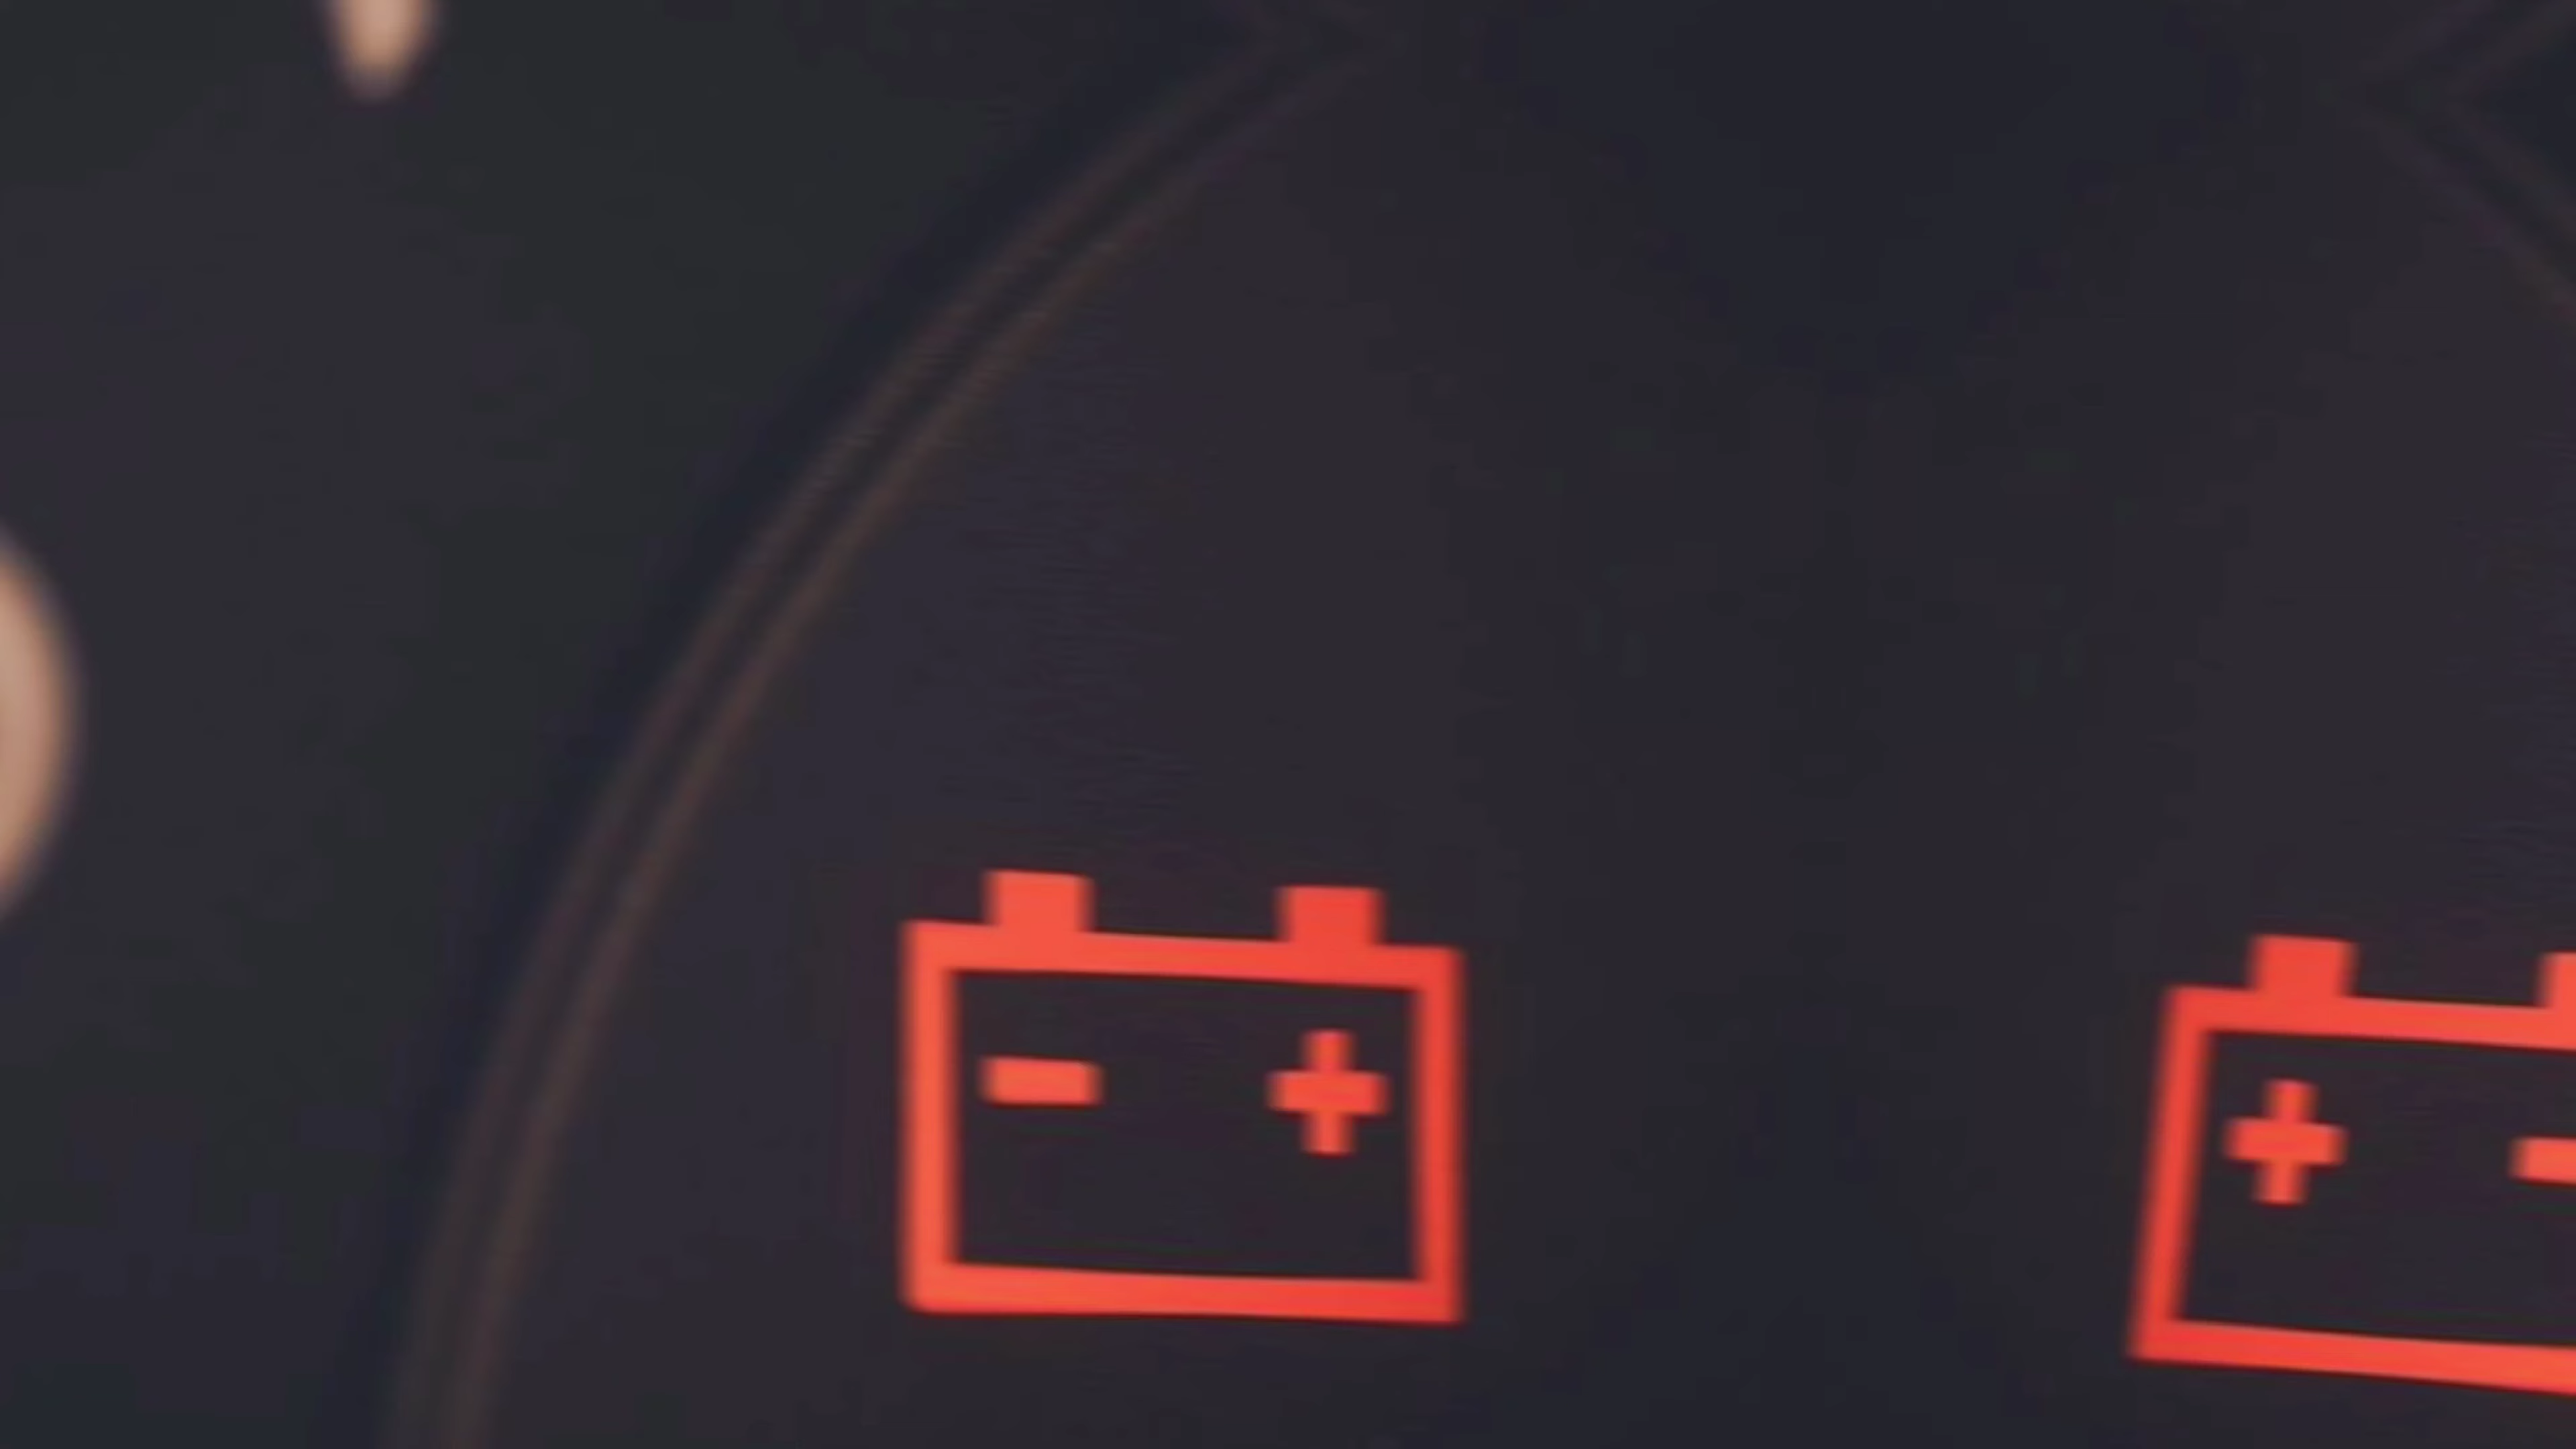 - +
+ -